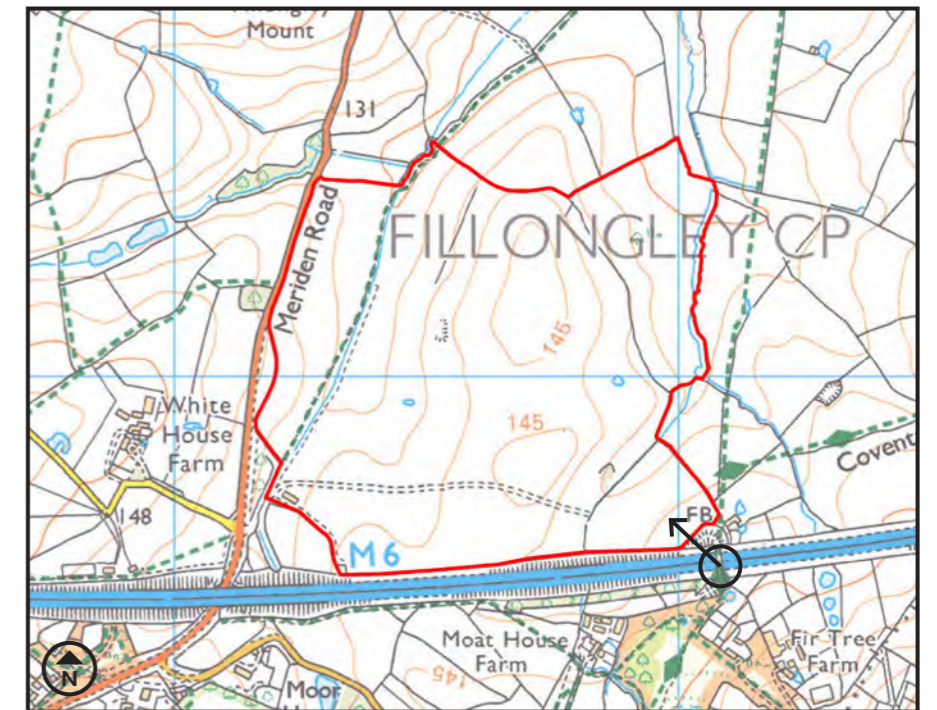 Mount
131
Meriden Road
FILLONGLEY CP
145
White
House
Farm
145
Covent
148
FB
M6
Moat House
Farm
Fir Tree
Farm
145
Moor
N